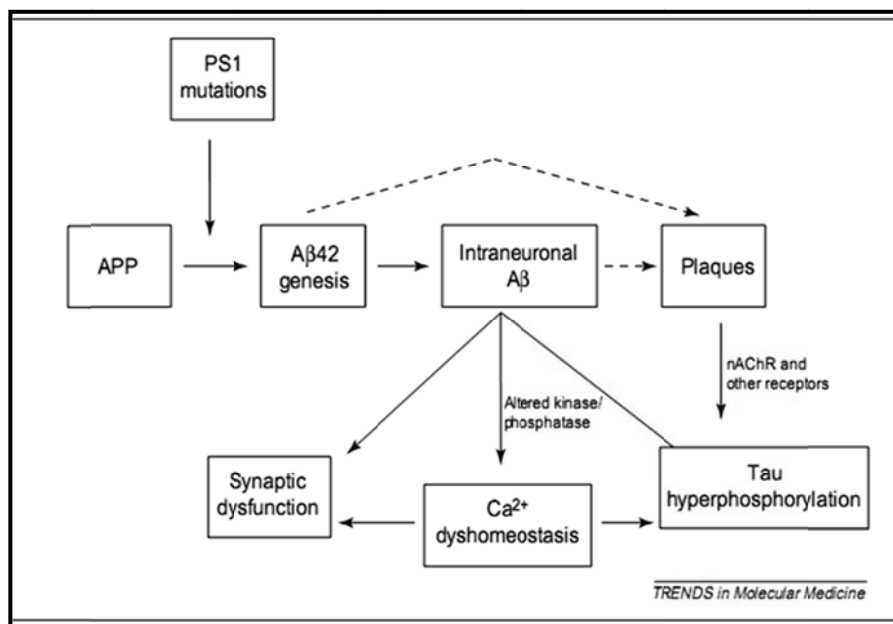 PS1
mutations
APP
Aβ42
genesis
Intraneuronal
Aβ
Plaques
nAChR and
other receptors
Altered kinase/
phosphatase
Synaptic
dysfunction
Ca²⁺
dyshomeostasis
Tau
hyperphosphorylation
TRENDS in Molecular Medicine